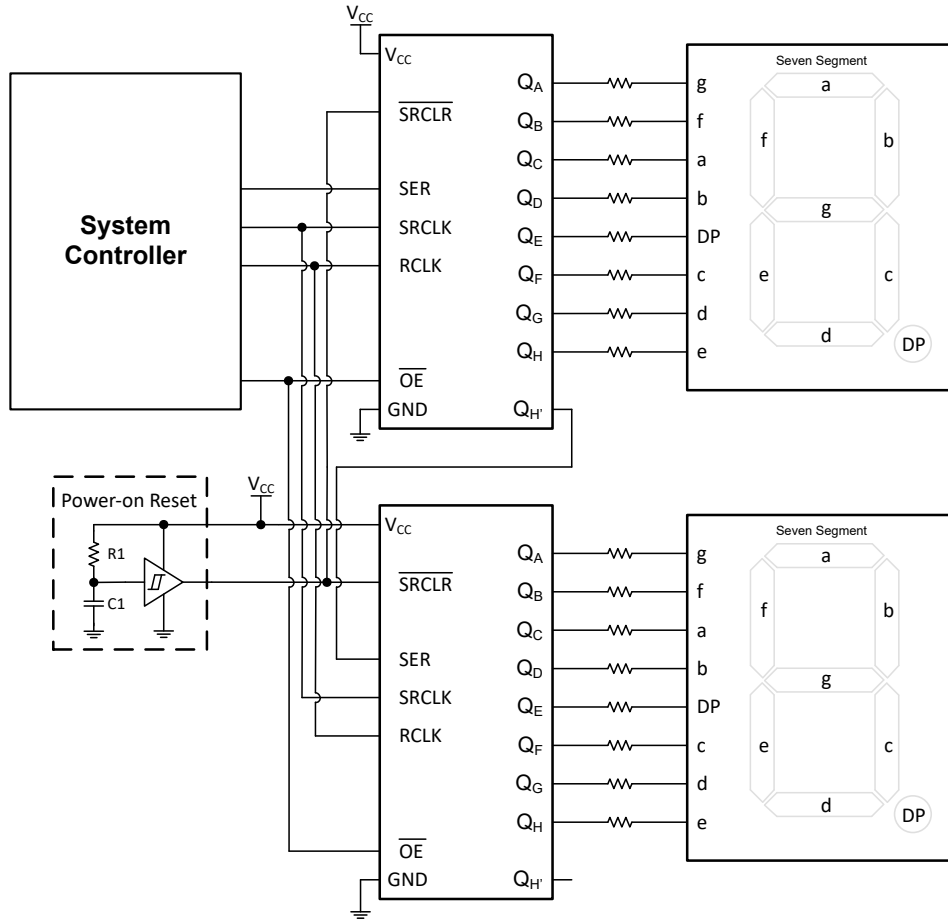 System
Controller
VCC
VCC
SRCLR
SER
SRCLK
RCLK
OE
GND
QA
QB
QC
QD
QE
QF
QG
QH
QH'
g
f
a
b
DP
c
d
e
Seven Segment
a
f
b
g
e
c
d
DP
Power-on Reset
R1
C1
VCC
VCC
SRCLR
SER
SRCLK
RCLK
OE
GND
QA
QB
QC
QD
QE
QF
QG
QH
QH'
g
f
a
b
DP
c
d
e
Seven Segment
a
f
b
g
e
c
d
DP